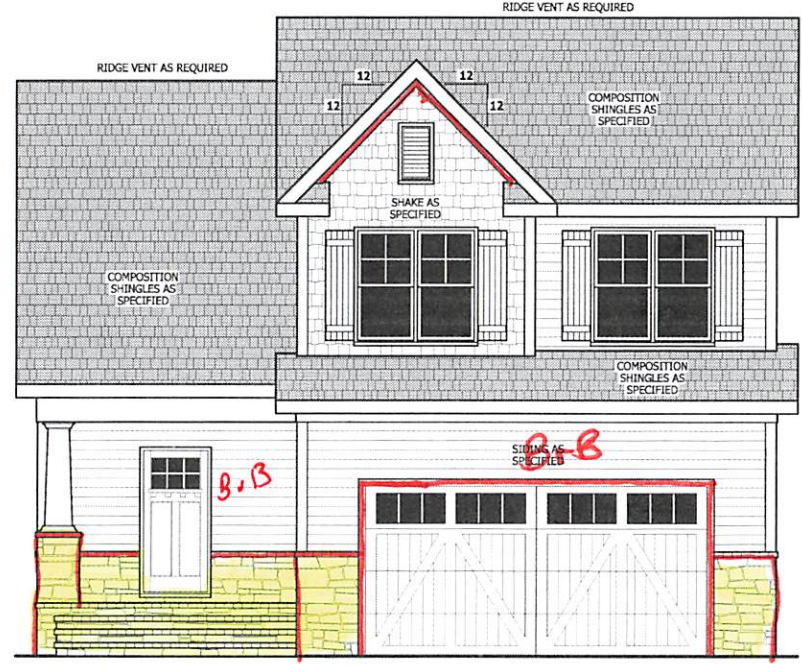 RIDGE VENT AS REQUIRED
RIDGE VENT AS REQUIRED
12
12
12
12
COMPOSITION
SHINGLES AS
SPECIFIED
SHAKE AS
SPECIFIED
COMPOSITION
SHINGLES AS
SPECIFIED
COMPOSITION
SHINGLES AS
SPECIFIED
SIDING AS
SPECIFIED
B+B
B+B